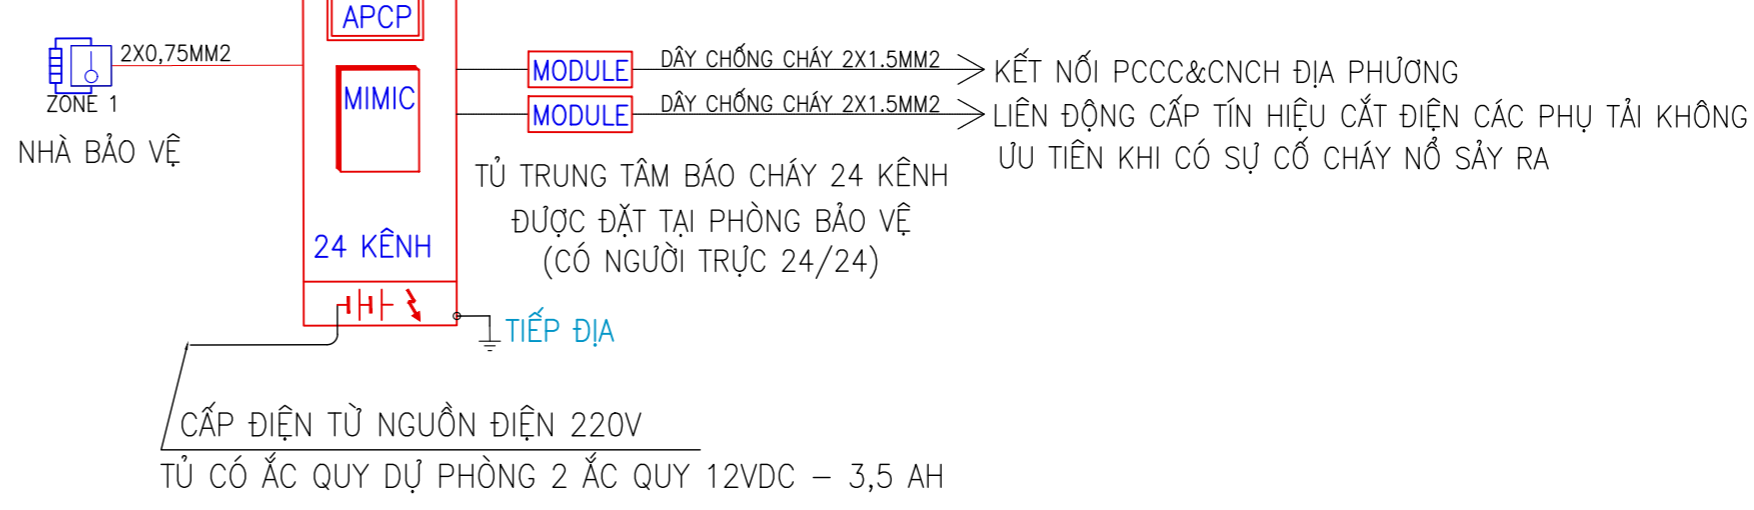 APCP
2X0,75MM2
ZONE 1
NHÀ BẢO VỆ
MIMIC
24 KÊNH
MODULE
DÂY CHỐNG CHÁY 2X1.5MM2
KẾT NỐI PCCC&CNCH ĐỊA PHƯƠNG
MODULE
DÂY CHỐNG CHÁY 2X1.5MM2
LIÊN ĐỘNG CẤP TÍN HIỆU CẮT ĐIỆN CÁC PHỤ TẢI KHÔNG
ƯU TIÊN KHI CÓ SỰ CỐ CHÁY NỔ SẢY RA
TỦ TRUNG TÂM BÁO CHÁY 24 KÊNH
ĐƯỢC ĐẶT TẠI PHÒNG BẢO VỆ
(CÓ NGƯỜI TRỰC 24/24)
TIẾP ĐỊA
CẤP ĐIỆN TỪ NGUỒN ĐIỆN 220V
TỦ CÓ ẮC QUY DỰ PHÒNG 2 ẮC QUY 12VDC – 3,5 AH